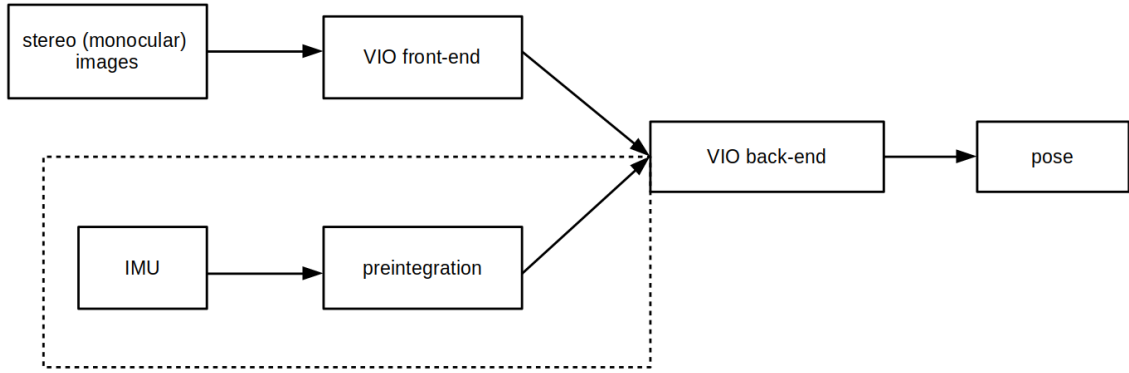 stereo (monocular)
images
VIO front-end
VIO back-end
pose
IMU
preintegration